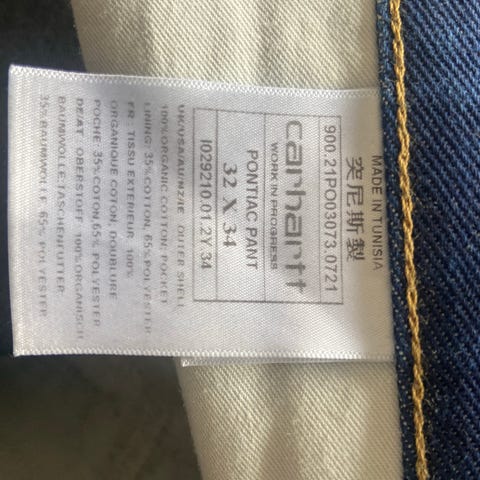 MADE IN TUNISIA
突尼斯製
900.21PO03073.0721
carhartt
WORK IN PROGRESS
PONTIAC PANT
32 X 34
I029210.01.2Y34
UK/USA/AU/NZ/IE OUTER SHELL
100%ORGANIC COTTON, POCKET
LINING: 35%COTTON, 65% POLYESTER
FR : TISSU EXTERIEUR 100%
ORGANIQUE COTON, DOUBLURE
POCHE 35%COTON,65% POLYESTER
DE/AT OBERSTOFF 100%ORGANISCH
BAUMWOLLE;TASCHENFUTTER
35%BAUMWOLLE, 65% POLYESTER